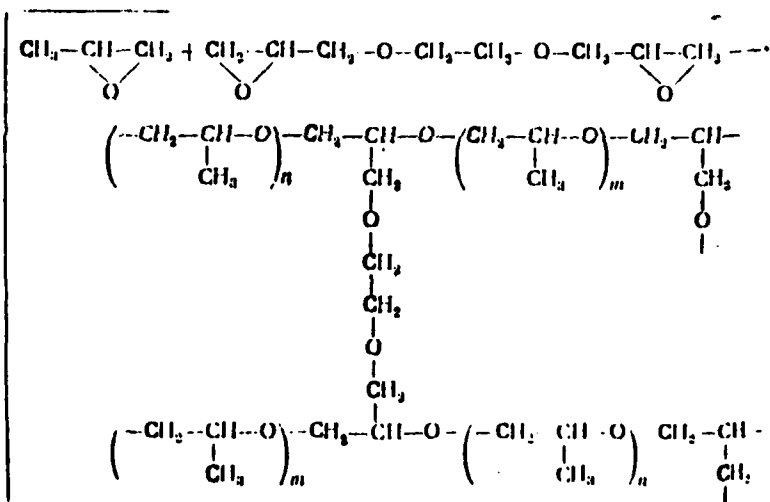 CH₃–CH–CH₂ + CH₂–CH–CH₂–O–CH₂–CH₂–O–CH₂–CH–CH₂ –·–
O O O
(–CH₂–CH–O)ₙ–CH₂–CH–O–(CH₂–CH–O)ₘ–CH₂–CH–
CH₃ CH₂ CH₃ CH₂
O O
CH₂
CH₂
O
CH₂
(–CH₂–CH–O)ₘ–CH₂–CH–O–(–CH₂ CH·O)ₙ CH₂–CH–
CH₃ CH₃ CH₂